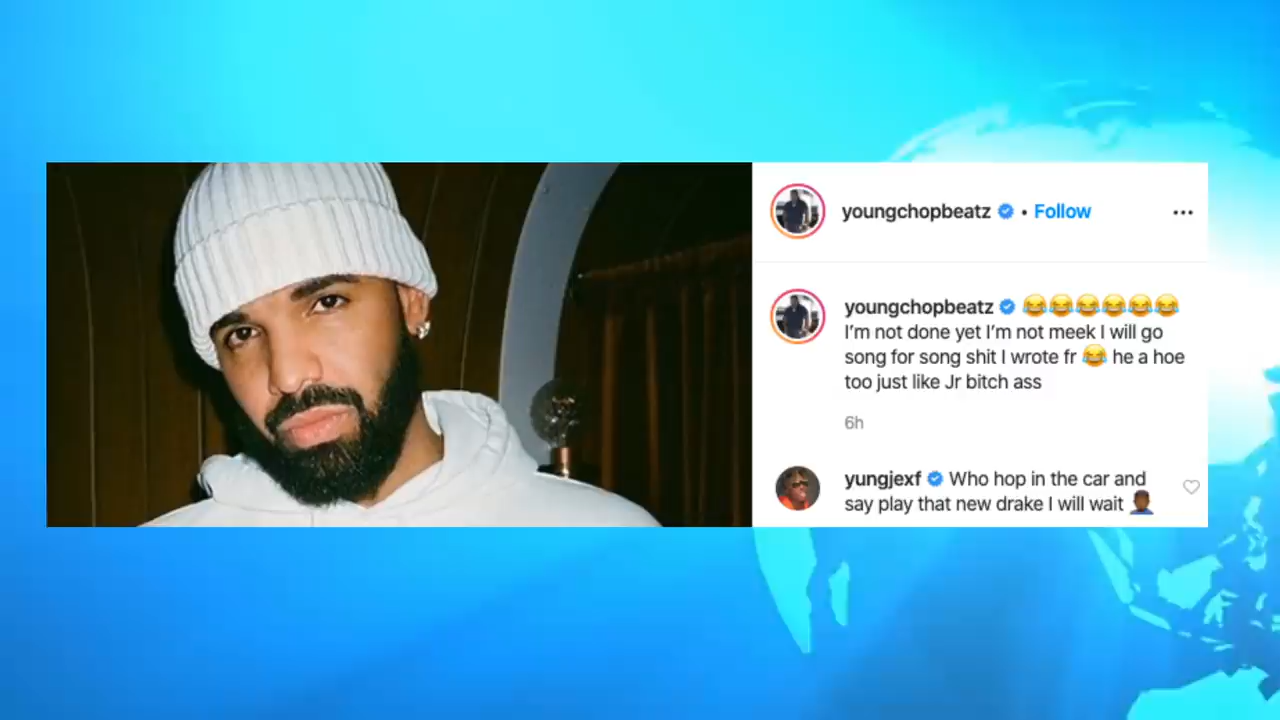 youngchopbeatz • Follow
youngchopbeatz 😂😂😂😂😂😂
I'm not done yet I'm not meek I will go
song for song shit I wrote fr 😂 he a hoe
too just like Jr bitch ass
6h
yungjexf Who hop in the car and
say play that new drake I will wait 🤦🏾‍♂️